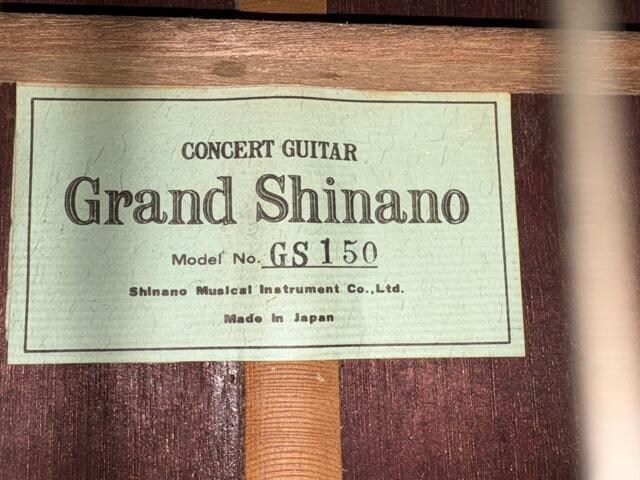 CONCERT GUITAR
Grand Shinano
Model No. GS150
Shinano Musical Instrument Co.,Ltd.
Made in Japan